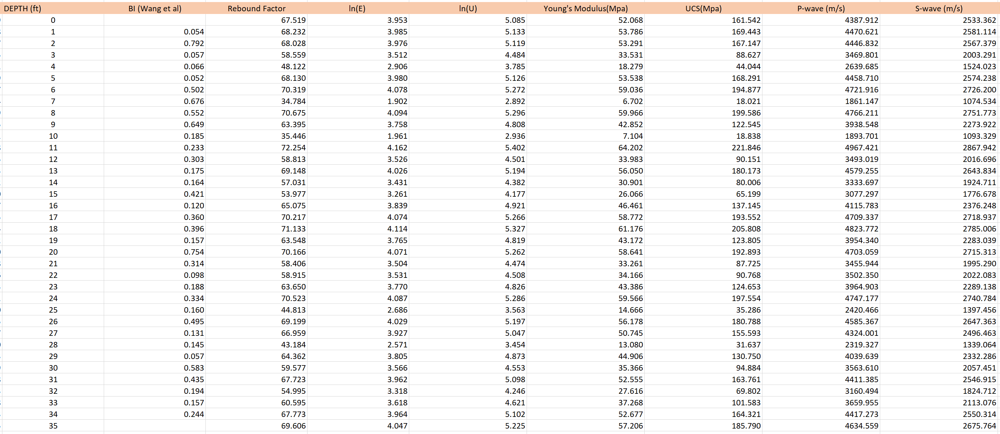 DEPTH (ft) BI (Wang et al) Rebound Factor ln(E) ln(U) Young's Modulus(Mpa) UCS(Mpa) P-wave (m/s) S-wave (m/s)
0 67.519 3.953 5.085 52.068 161.542 4387.912 2533.362
1 0.054 68.232 3.985 5.133 53.786 169.443 4470.621 2581.114
2 0.792 68.028 3.976 5.119 53.291 167.147 4446.832 2567.379
3 0.057 58.559 3.512 4.484 33.531 88.627 3469.801 2003.291
4 0.066 48.122 2.906 3.785 18.279 44.044 2639.685 1524.023
5 0.052 68.130 3.980 5.126 53.538 168.291 4458.710 2574.238
6 0.502 70.319 4.078 5.272 59.036 194.877 4721.916 2726.200
7 0.676 34.784 1.902 2.892 6.702 18.021 1861.147 1074.534
8 0.552 70.675 4.094 5.296 59.966 199.586 4766.211 2751.773
9 0.649 63.395 3.758 4.808 42.852 122.545 3938.548 2273.922
10 0.185 35.446 1.961 2.936 7.104 18.838 1893.701 1093.329
11 0.233 72.254 4.162 5.402 64.202 221.846 4967.421 2867.942
12 0.303 58.813 3.526 4.501 33.983 90.151 3493.019 2016.696
13 0.175 69.148 4.026 5.194 56.050 180.173 4579.255 2643.834
14 0.164 57.031 3.431 4.382 30.901 80.006 3333.697 1924.711
15 0.421 53.977 3.261 4.177 26.066 65.199 3077.297 1776.678
16 0.120 65.075 3.839 4.921 46.461 137.145 4115.783 2376.248
17 0.360 70.217 4.074 5.266 58.772 193.552 4709.337 2718.937
18 0.396 71.133 4.114 5.327 61.176 205.808 4823.772 2785.006
19 0.157 63.548 3.765 4.819 43.172 123.805 3954.340 2283.039
20 0.754 70.166 4.071 5.262 58.641 192.893 4703.059 2715.313
21 0.314 58.406 3.504 4.474 33.261 87.725 3455.944 1995.290
22 0.098 58.915 3.531 4.508 34.166 90.768 3502.350 2022.083
23 0.188 63.650 3.770 4.826 43.386 124.653 3964.903 2289.138
24 0.334 70.523 4.087 5.286 59.566 197.554 4747.177 2740.784
25 0.160 44.813 2.686 3.563 14.666 35.286 2420.466 1397.456
26 0.495 69.199 4.029 5.197 56.178 180.788 4585.367 2647.363
27 0.131 66.959 3.927 5.047 50.745 155.593 4324.001 2496.463
28 0.145 43.184 2.571 3.454 13.080 31.637 2319.327 1339.064
29 0.057 64.362 3.805 4.873 44.906 130.750 4039.639 2332.286
30 0.583 59.577 3.566 4.553 35.366 94.884 3563.610 2057.451
31 0.435 67.723 3.962 5.098 52.555 163.761 4411.385 2546.915
32 0.194 54.995 3.318 4.246 27.616 69.802 3160.494 1824.712
33 0.157 60.595 3.618 4.621 37.268 101.583 3659.955 2113.076
34 0.244 67.773 3.964 5.102 52.677 164.321 4417.273 2550.314
35 69.606 4.047 5.225 57.206 185.790 4634.559 2675.764